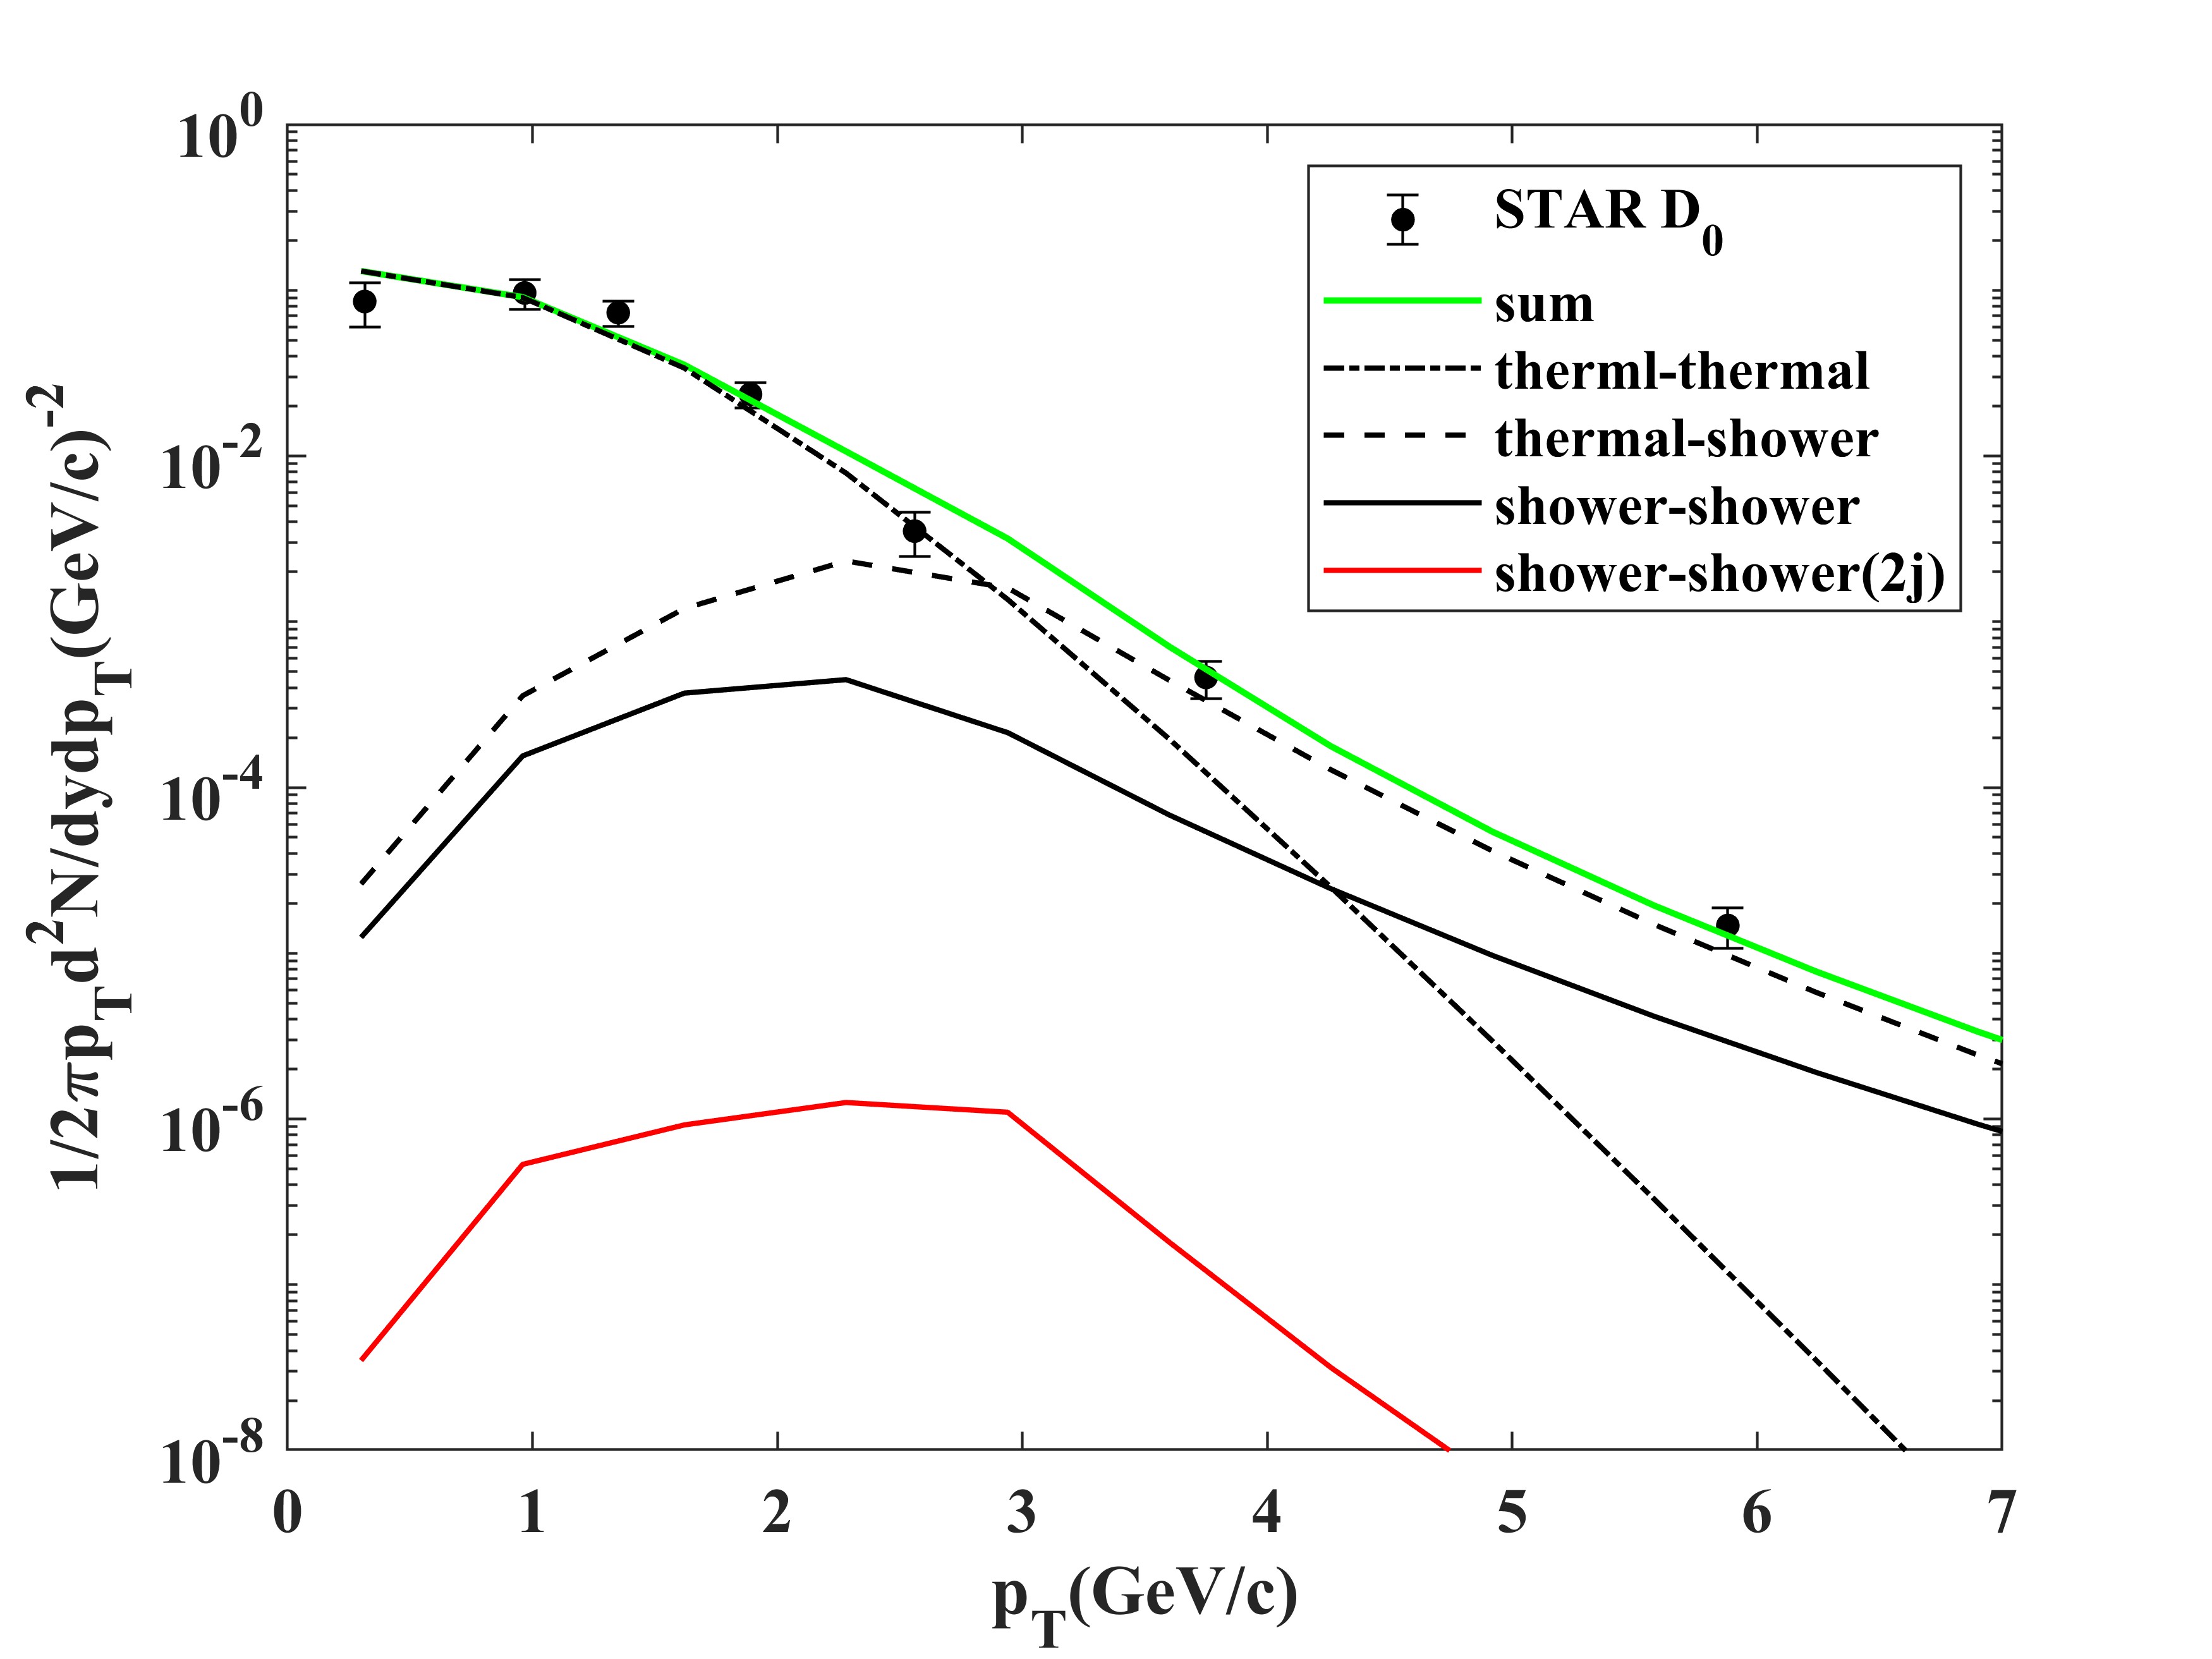 1/2πp_T d^2N/dydp_T(GeV/c)^-2
10^0
10^-2
10^-4
10^-6
10^-8
STAR D_0
sum
therml-thermal
thermal-shower
shower-shower
shower-shower(2j)
0 1 2 3 4 5 6 7
p_T(GeV/c)